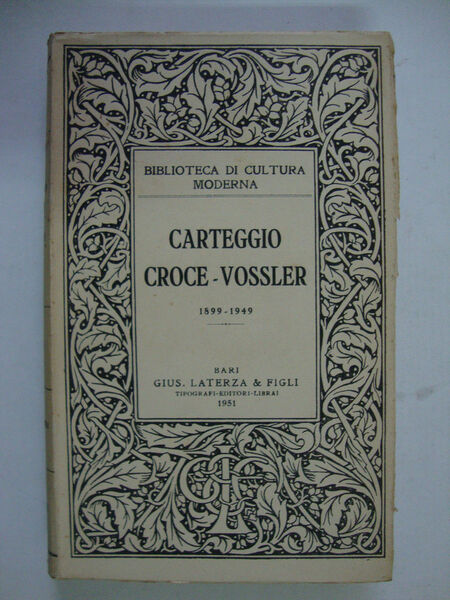 BIBLIOTECA DI CULTURA
MODERNA
CARTEGGIO
CROCE-VOSSLER
1899-1949
BARI
GIUS. LATERZA & FIGLI
TIPOGRAFI-EDITORI-LIBRAI
1951